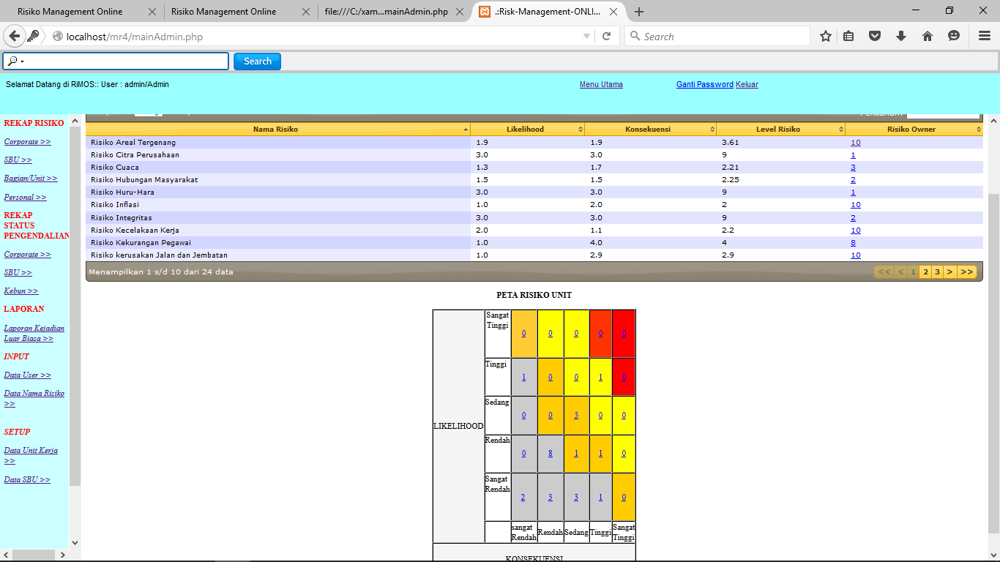 Risiko Management Online
Risiko Management Online
file:///C:/xam...mainAdmin.php
.:Risk-Management-ONLI...
localhost/mr4/mainAdmin.php
Search
Search
Selamat Datang di RiMOS:: User : admin/Admin
Menu Utama
Ganti Password Keluar
REKAP RISIKO
Corporate >>
SBU >>
Bagian/Unit >>
Personal >>
REKAP
STATUS
PENGENDALIAN
Corporate >>
SBU >>
Kebun >>
LAPORAN
Laporan Kejadian
Luar Biasa >>
INPUT
Data User >>
Data Nama Risiko
>>
SETUP
Data Unit Kerja
>>
Data SBU >>
Nama Risiko Likelihood Konsekuensi Level Risiko Risiko Owner
Risiko Areal Tergenang 1.9 1.9 3.61 10
Risiko Citra Perusahaan 3.0 3.0 9 1
Risiko Cuaca 1.3 1.7 2.21 3
Risiko Hubungan Masyarakat 1.5 1.5 2.25 2
Risiko Huru-Hara 3.0 3.0 9 1
Risiko Inflasi 1.0 2.0 2 10
Risiko Integritas 3.0 3.0 9 2
Risiko Kecelakaan Kerja 2.0 1.1 2.2 10
Risiko Kekurangan Pegawai 1.0 4.0 4 8
Risiko kerusakan Jalan dan Jembatan 1.0 2.9 2.9 10
Menampilkan 1 s/d 10 dari 24 data
<< < 1 2 3 > >>
PETA RISIKO UNIT
LIKELIHOOD
Sangat
Tinggi
0 0 0 0 0
Tinggi
1 0 0 1 0
Sedang
0 0 3 0 0
Rendah
0 8 1 1 0
Sangat
Rendah
2 3 3 1 0
sangat
Rendah
Rendah
Sedang
Tinggi
Sangat
Tinggi
KONSEKUENSI